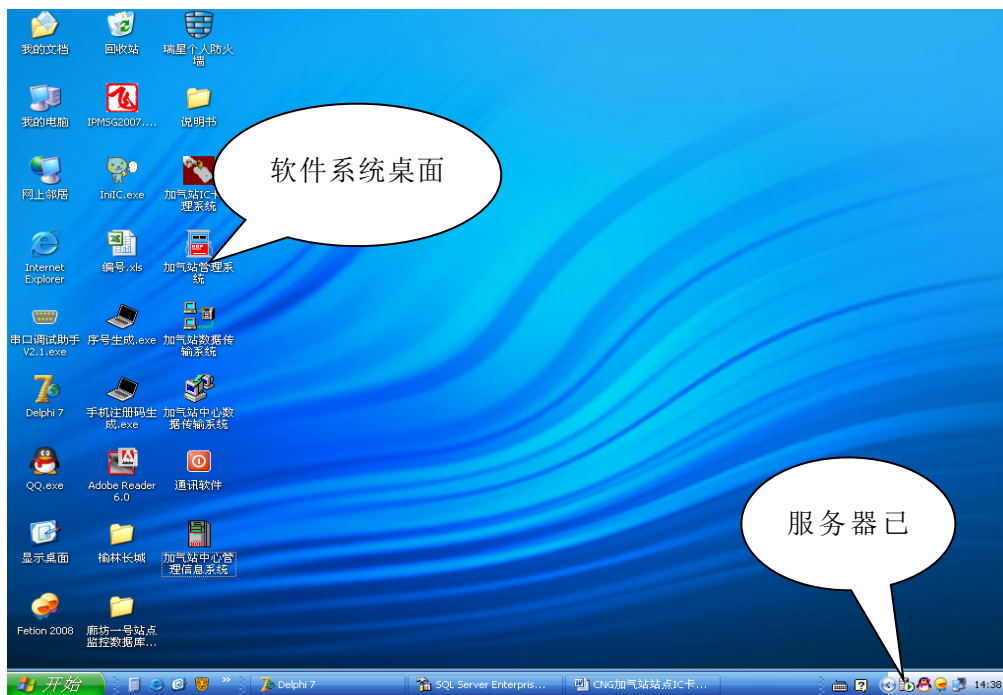 我的文档
回收站
瑞星个人防火
墙
我的电脑
IPMSG2007....
说明书
网上邻居
IniIC.exe
加气站IC卡
理系统
Internet
Explorer
编号.xls
加气站管理系
统
串口调试助手
V2.1.exe
序号生成.exe
加气站数据传
输系统
Delphi 7
手机注册码生
成.exe
加气站中心数
据传输系统
QQ.exe
Adobe Reader
6.0
通讯软件
显示桌面
榆林长城
加气站中心管
理信息系统
Fetion 2008
廊坊一号站点
监控数据库...
软件系统桌面
服务器已
开始
Delphi 7
SQL Server Enterpris...
CNG加气站站点IC卡...
14:38